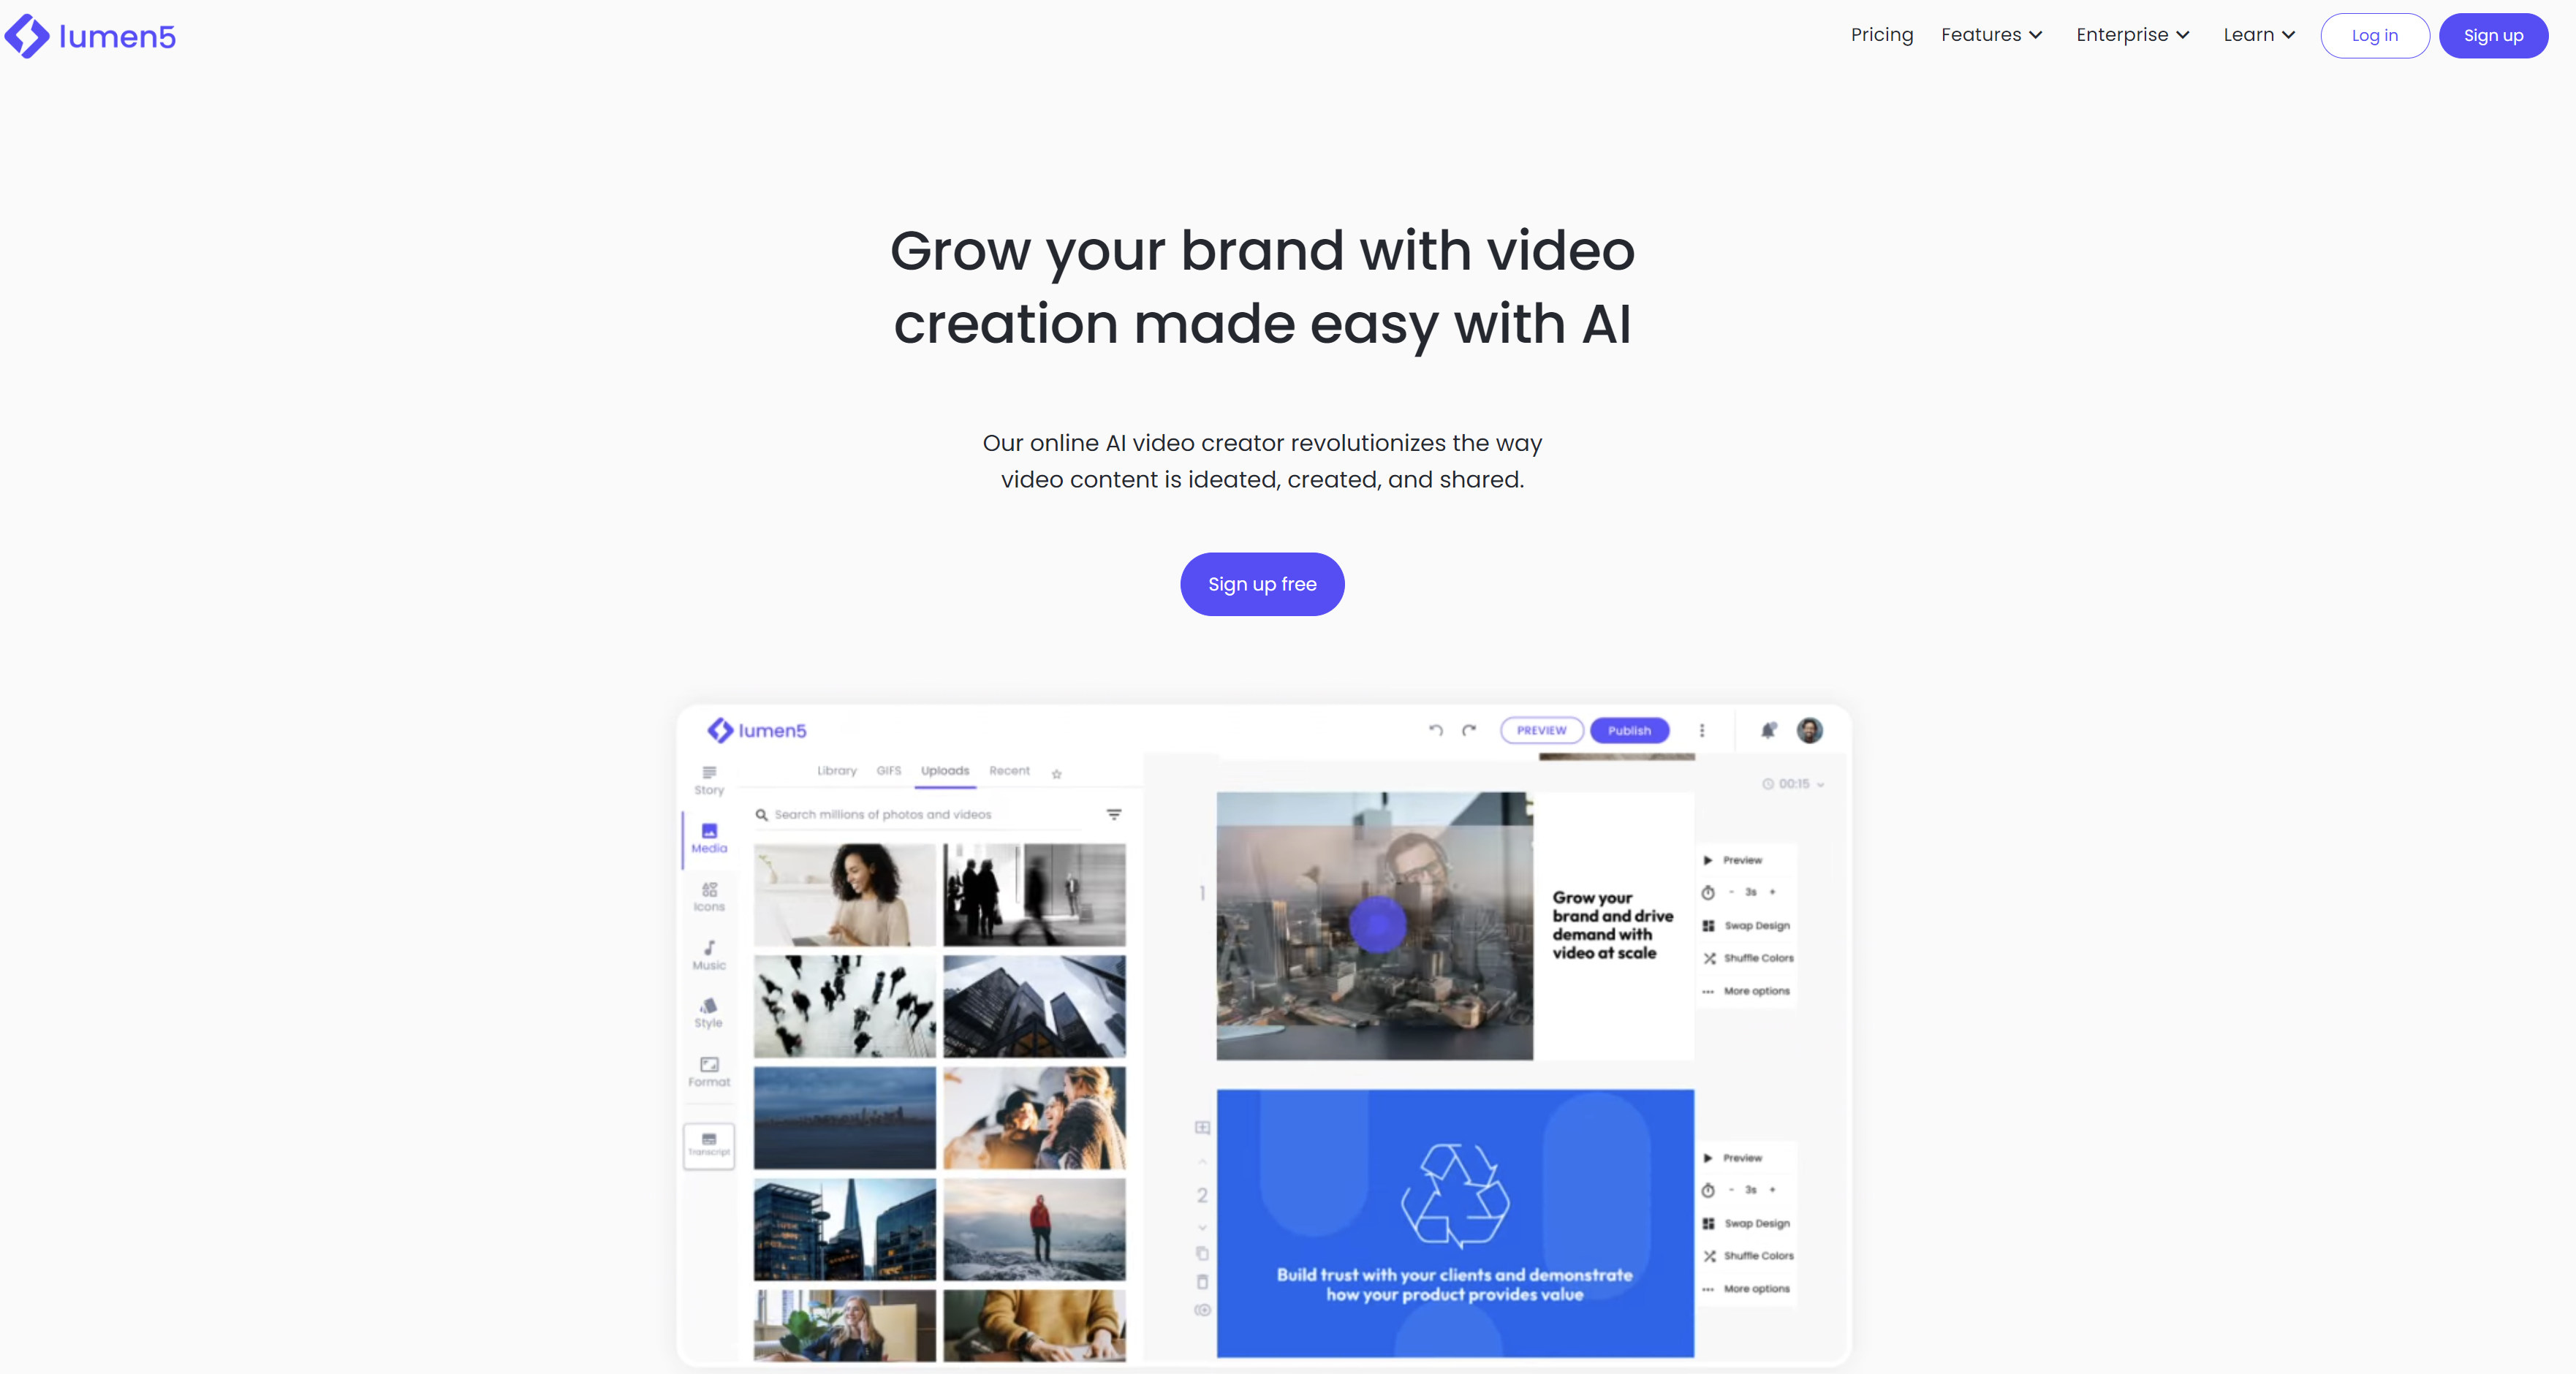 lumen5
Pricing
Features
Enterprise
Learn
Log in
Sign up
Grow your brand with video
creation made easy with AI
Our online AI video creator revolutionizes the way
video content is ideated, created, and shared.
Sign up free
lumen5
PREVIEW
Publish
Story
Media
Icons
Music
Style
Format
Transcript
Library
GIFS
Uploads
Recent
Search millions of photos and videos
00:15
1
Grow your
brand and drive
demand with
video at scale
Preview
- 3s +
Swap Design
Shuffle Colors
More options
2
Build trust with your clients and demonstrate
how your product provides value
Preview
- 3s +
Swap Design
Shuffle Colors
More options